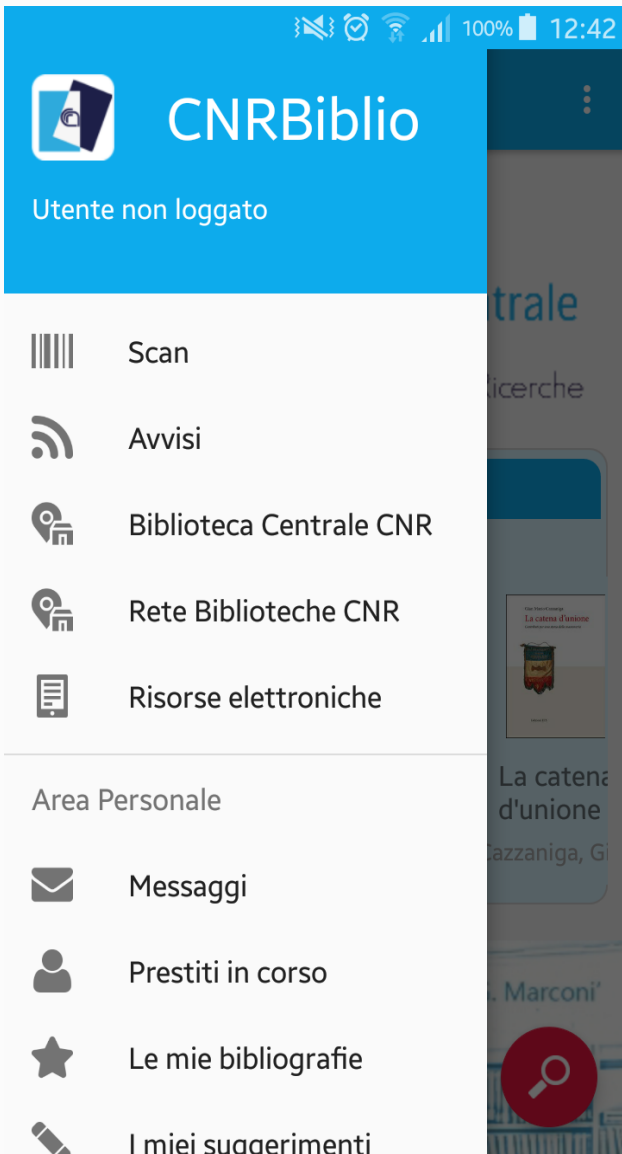 100% 12:42
CNRBiblio
Utente non loggato
trale
Ricerche
Scan
Avvisi
Biblioteca Centrale CNR
Rete Biblioteche CNR
Risorse elettroniche
La catena d'unione
La catena
d'unione
Cazzaniga, Gi
Area Personale
Messaggi
Prestiti in corso
Le mie bibliografie
I miei suggerimenti
. Marconi'